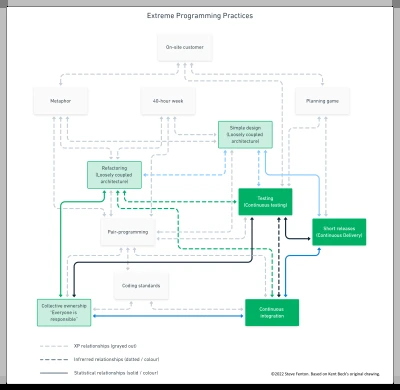 Extreme Programming Practices
On-site customer
Metaphor
40-hour week
Planning game
Simple design
(Loosely coupled
architecture)
Refactoring
(Loosely coupled
architecture)
Testing
(Continuous testing)
Pair-programming
Short-releases
(Continuous Delivery)
Coding standards
Collective ownership
"Everyone is
responsible"
Continuous
integration
XP relationships (grayed out)
Inferred relationships (dotted / colour)
Statistical relationships (solid / colour)
©2022 Steve Fenton. Based on Kent Beck's original drawing.